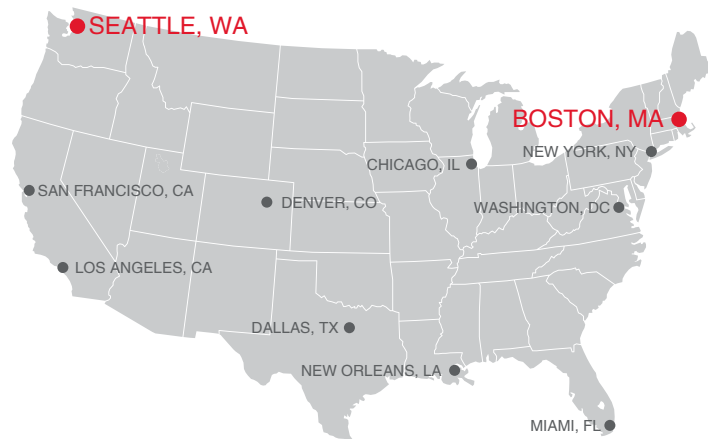 SEATTLE, WA
BOSTON, MA
NEW YORK, NY
CHICAGO, IL
SAN FRANCISCO, CA
DENVER, CO
WASHINGTON, DC
LOS ANGELES, CA
DALLAS, TX
NEW ORLEANS, LA
MIAMI, FL